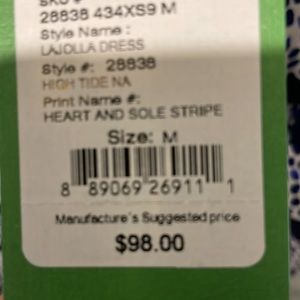 SKU #
28838 434XS9 M
Style Name :
LAJOLLA DRESS
Style #: 28838
HIGH TIDE NA
Print Name #:
HEART AND SOLE STRIPE
Size: M
8 89069 26911 1
Manufacture's Suggested price
$98.00